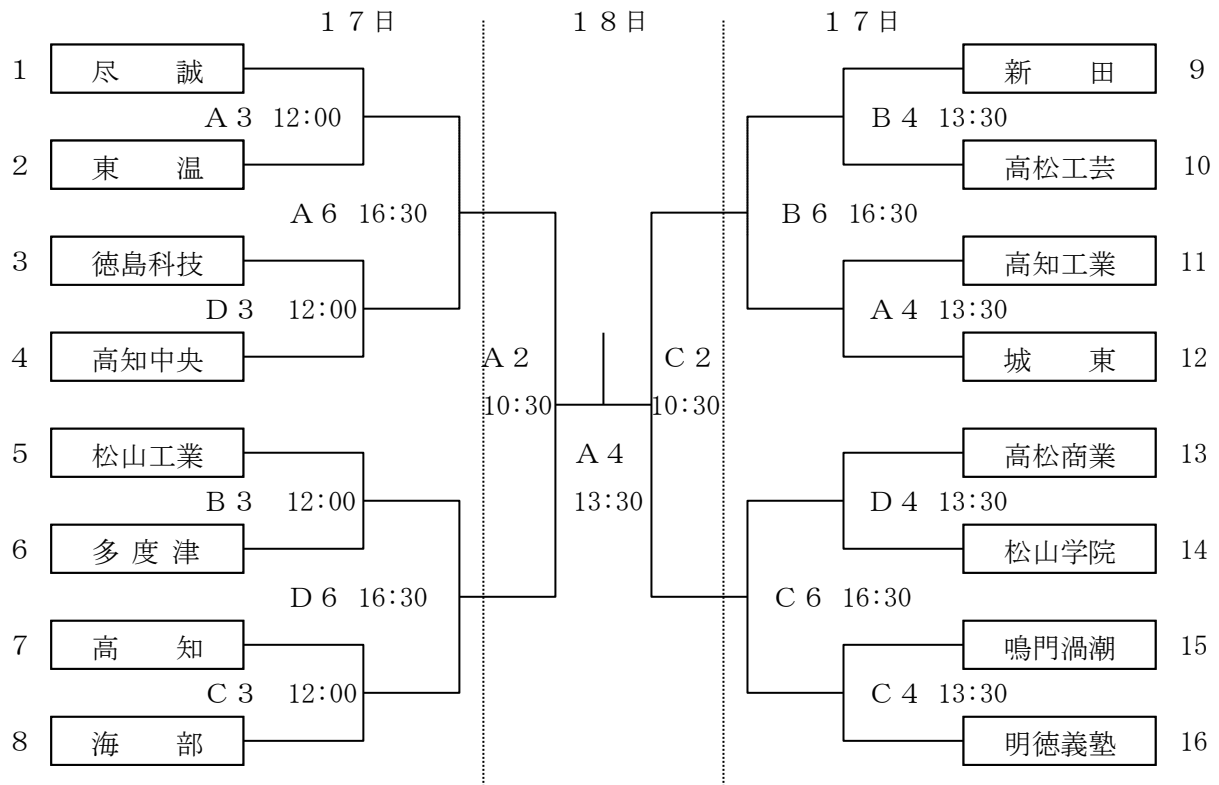 １７日 １８日 １７日
1 尽 誠 新 田 9
Ａ３ 12:00 Ｂ４ 13:30
2 東 温 高松工芸 10
Ａ６ 16:30 Ｂ６ 16:30
3 徳島科技 高知工業 11
Ｄ３ 12:00 Ａ４ 13:30
4 高知中央 Ａ２ Ｃ２ 城 東 12
10:30 10:30
5 松山工業 Ａ４ 高松商業 13
Ｂ３ 12:00 13:30 Ｄ４ 13:30
6 多 度 津 松山学院 14
Ｄ６ 16:30 Ｃ６ 16:30
7 高 知 鳴門渦潮 15
Ｃ３ 12:00 Ｃ４ 13:30
8 海 部 明徳義塾 16